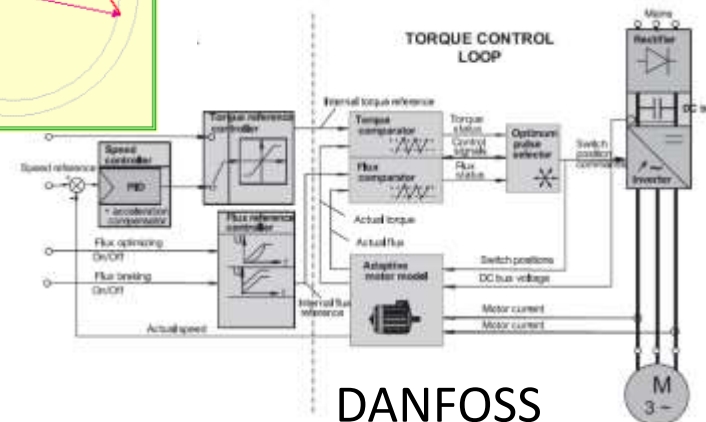 Mains
TORQUE CONTROL
LOOP
Rectifier
DC b
Internal torque reference
Torque reference
controller
Torque
comparator
Torque
status
Control
signals
Flux
status
Optimum
pulse
selector
Switch
position
commands
Inverter
Speed
controller
Speed reference
PID
+ acceleration
compensator
Flux
comparator
Actual torque
Actual flux
Flux reference
controller
U
f
U
f
Flux optimizing
On/Off
Flux braking
On/Off
Internal flux
reference
Adaptive
motor model
Switch positions
DC bus voltage
Motor current
Motor current
Actual speed
M
3 ~
DANFOSS